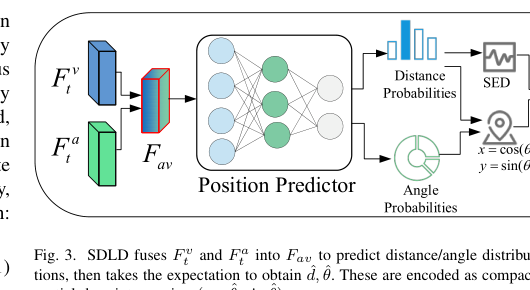 n
y
F_t^v
us
Distance
Probabilities
SED
y
d,
F_t^a
n
F_av
te
Position Predictor
Angle
Probabilities
x = cos(θ
y = sin(θ
y,
n:
)
Fig. 3. SDLD fuses F_t^v and F_t^a into F_av to predict distance/angle distribu-
tions, then takes the expectation to obtain d̂, θ̂. These are encoded as compac